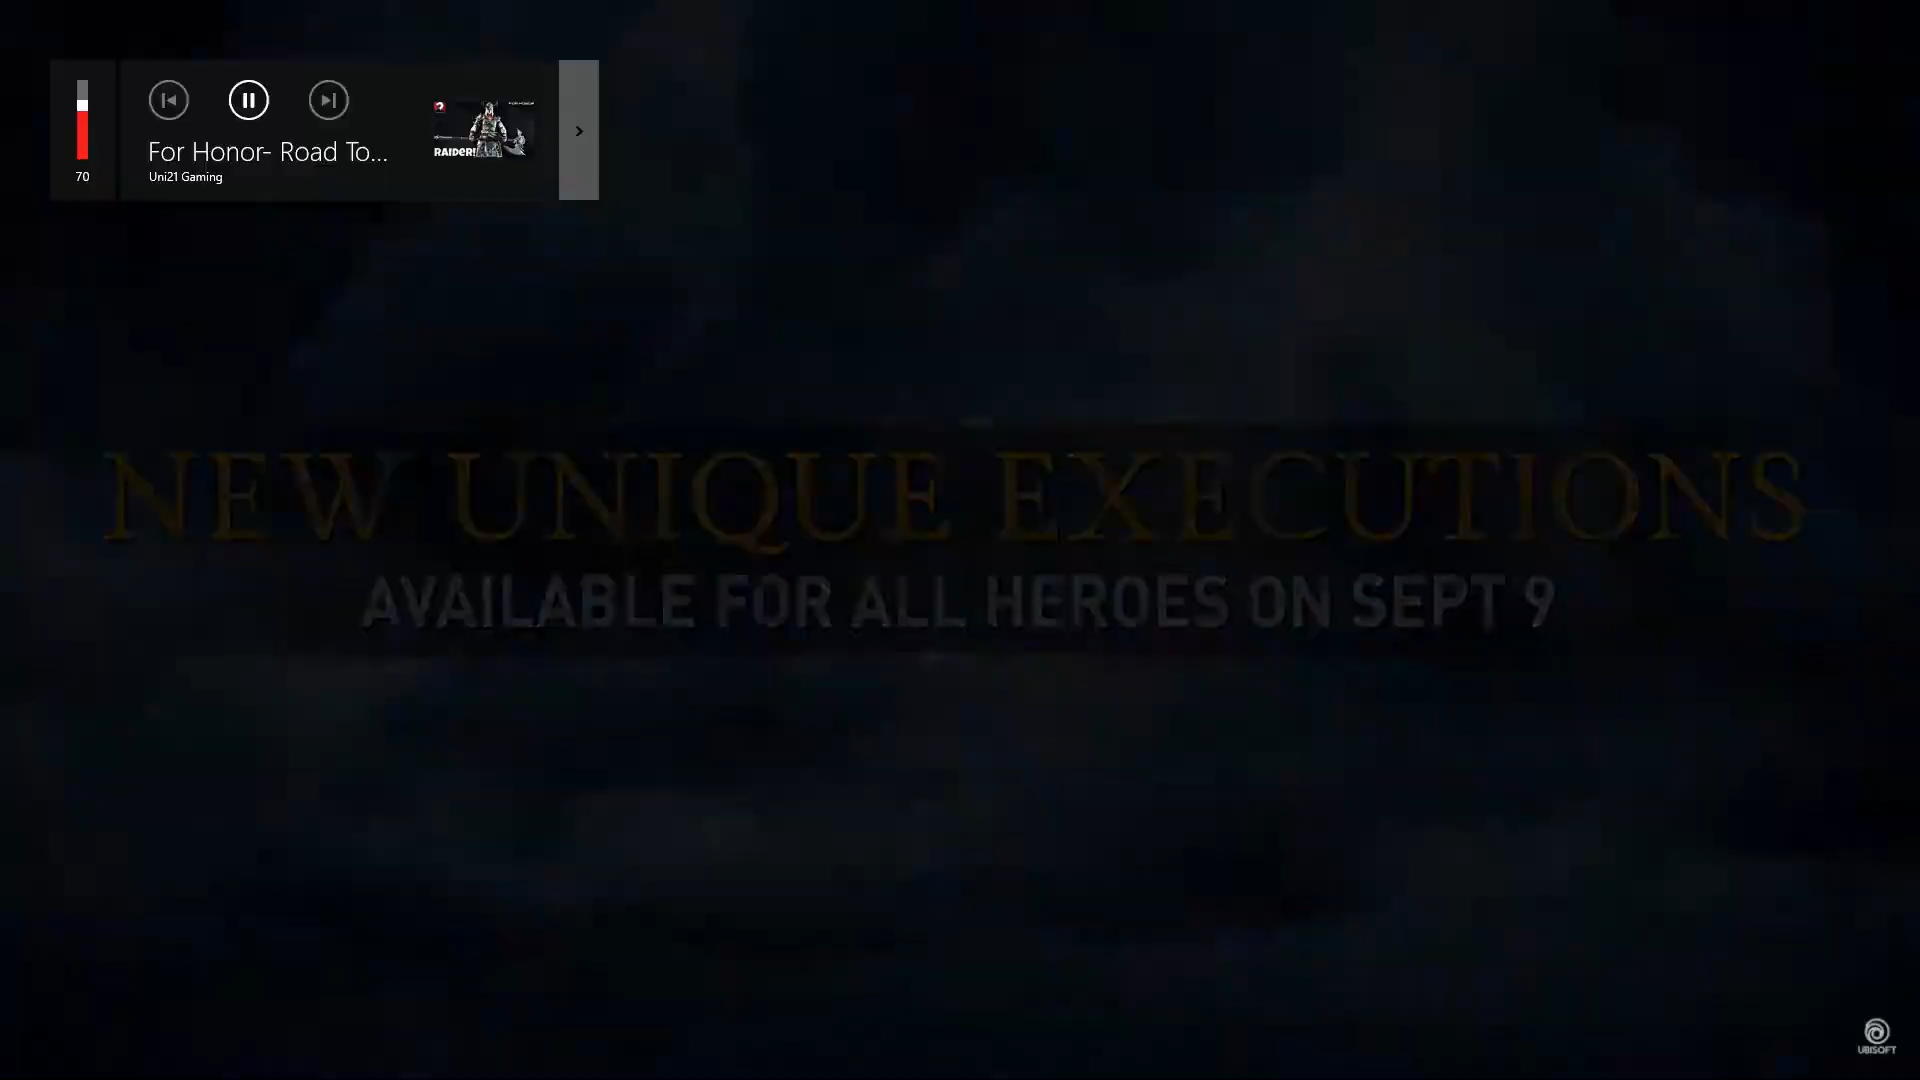 70
For Honor- Road To...
Uni21 Gaming
RAIDER!
NEW UNIQUE EXECUTIONS
AVAILABLE FOR ALL HEROES ON SEPT 9
UBISOFT